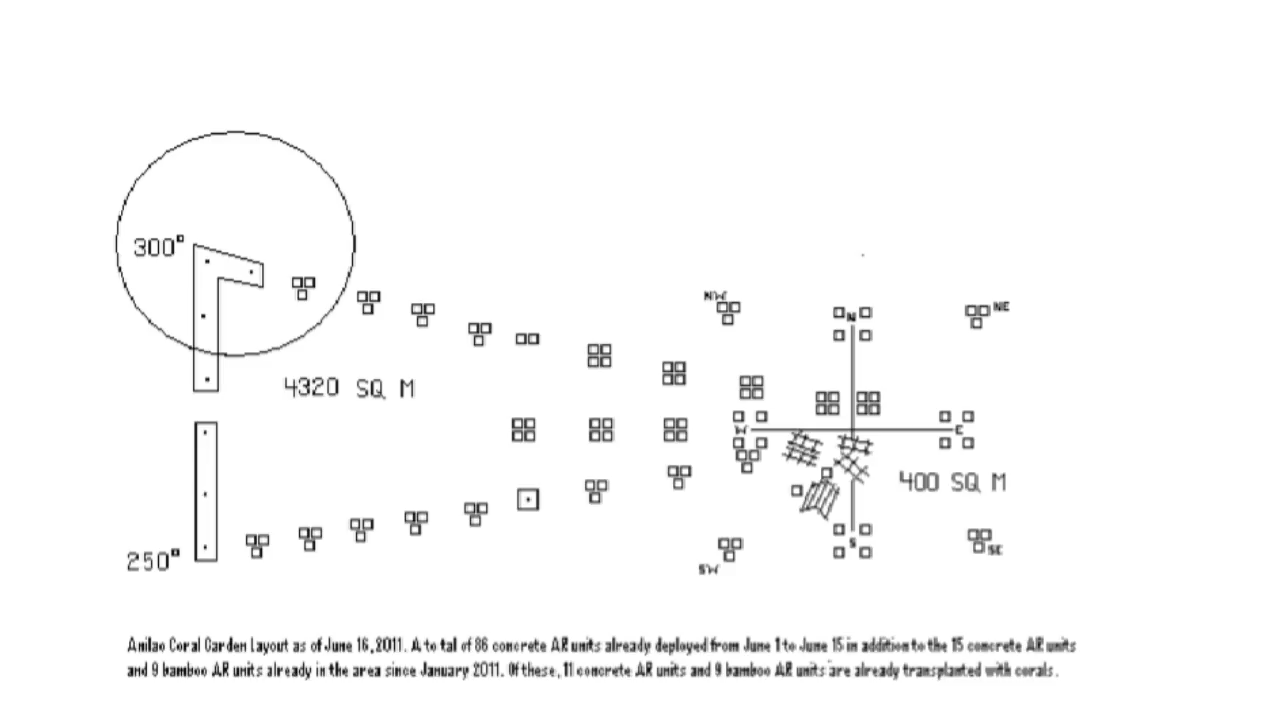 300°
NW
NE
N
4320 SQ M
W
E
400 SQ M
S
250°
SW
SE
Anilao Coral Garden Layout as of June 16, 2011. A to tal of 86 concrete AR units already deployed from June 1 to June 15 in addition to the 15 concrete AR units
and 9 bamboo AR units already in the area since January 2011. Of these, 11 concrete AR units and 9 bamboo AR units are already transplanted with corals.